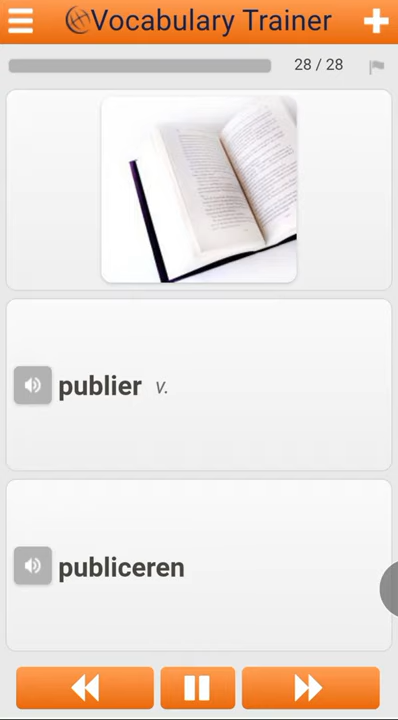 Vocabulary Trainer
28 / 28
publier v.
publiceren